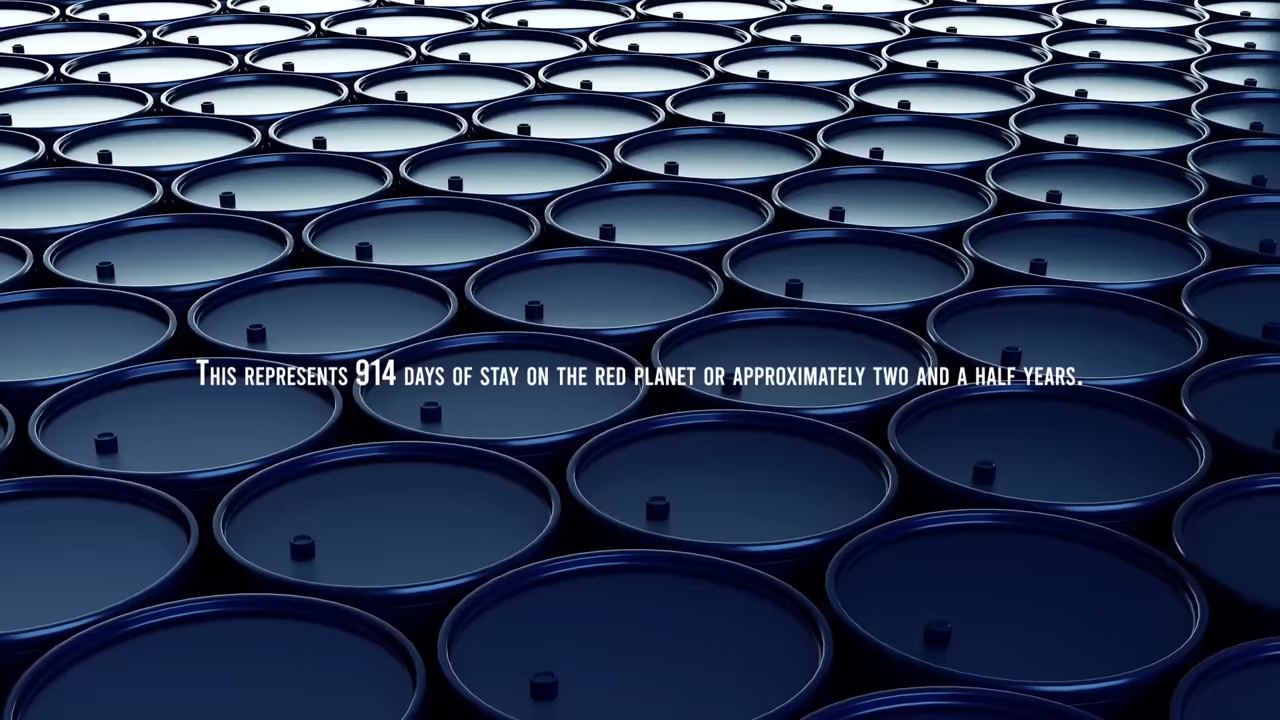 This represents 914 days of stay on the red planet or approximately two and a half years.